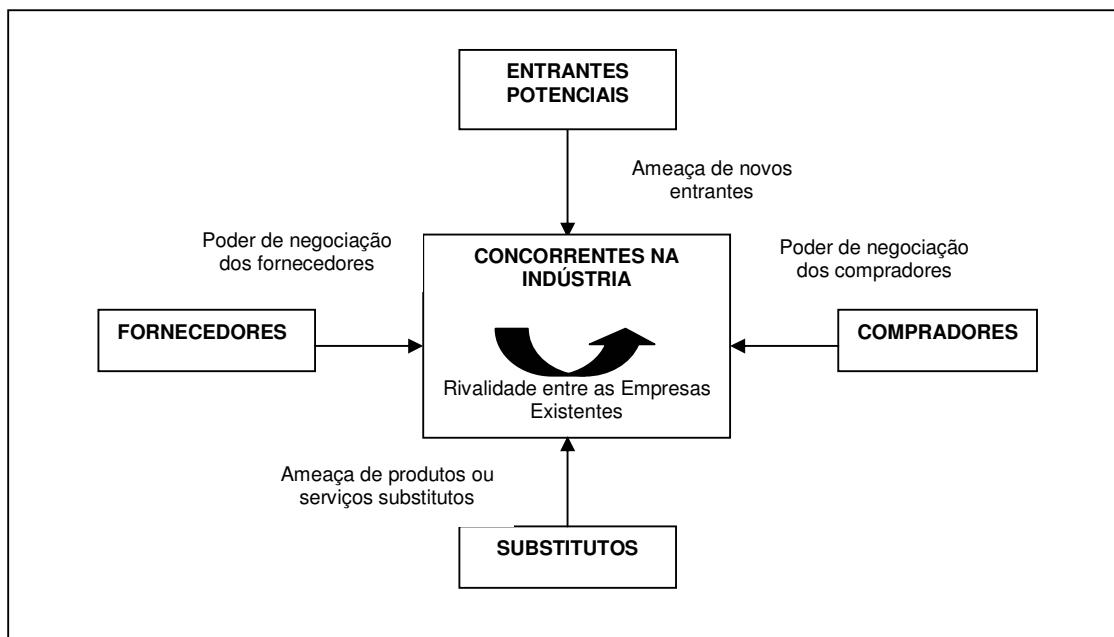 ENTRANTES
POTENCIAIS
Ameaça de novos
entrantes
Poder de negociação
dos fornecedores
CONCORRENTES NA
INDÚSTRIA
Poder de negociação
dos compradores
FORNECEDORES
COMPRADORES
Rivalidade entre as Empresas
Existentes
Ameaça de produtos ou
serviços substitutos
SUBSTITUTOS